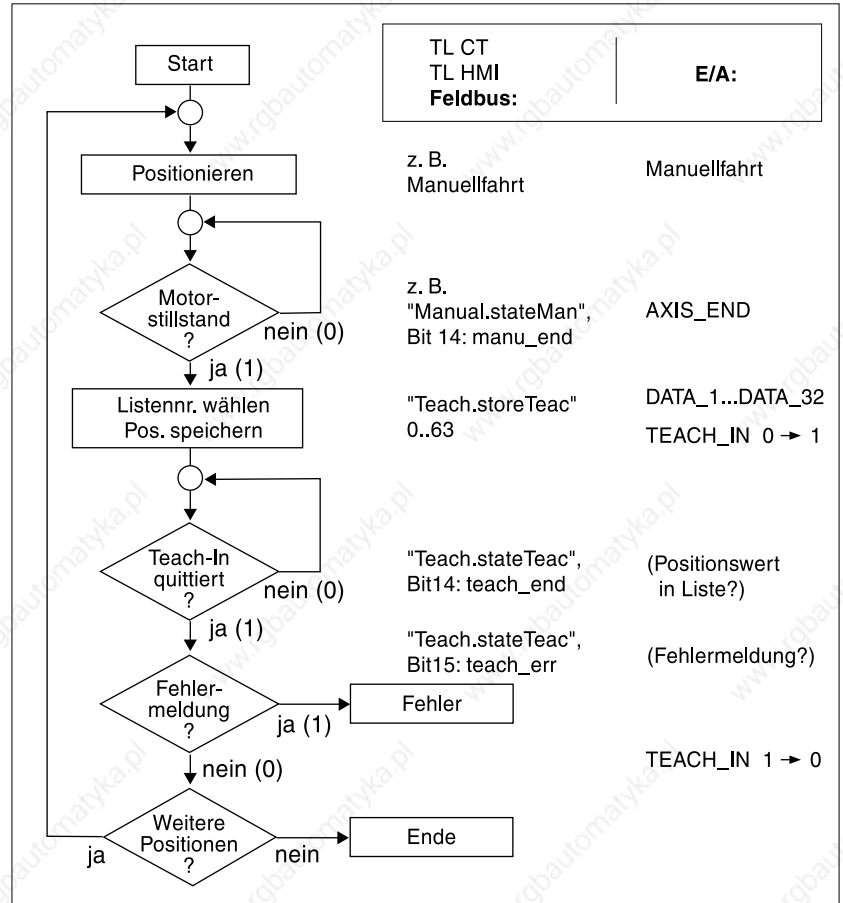 Start
TL CT
TL HMI
Feldbus:
E/A:
Positionieren
z. B.
Manuellfahrt
Manuellfahrt
Motor-
stillstand
?
nein (0)
ja (1)
z. B.
"Manual.stateMan",
Bit 14: manu_end
AXIS_END
Listennr. wählen
Pos. speichern
"Teach.storeTeac"
0..63
DATA_1...DATA_32
TEACH_IN 0 → 1
Teach-In
quittiert
?
nein (0)
ja (1)
"Teach.stateTeac",
Bit14: teach_end
(Positionswert
in Liste?)
"Teach.stateTeac",
Bit15: teach_err
(Fehlermeldung?)
Fehler-
meldung
?
ja (1)
Fehler
nein (0)
TEACH_IN 1 → 0
Weitere
Positionen
?
ja
nein
Ende
www.rgbautomatyka.pl